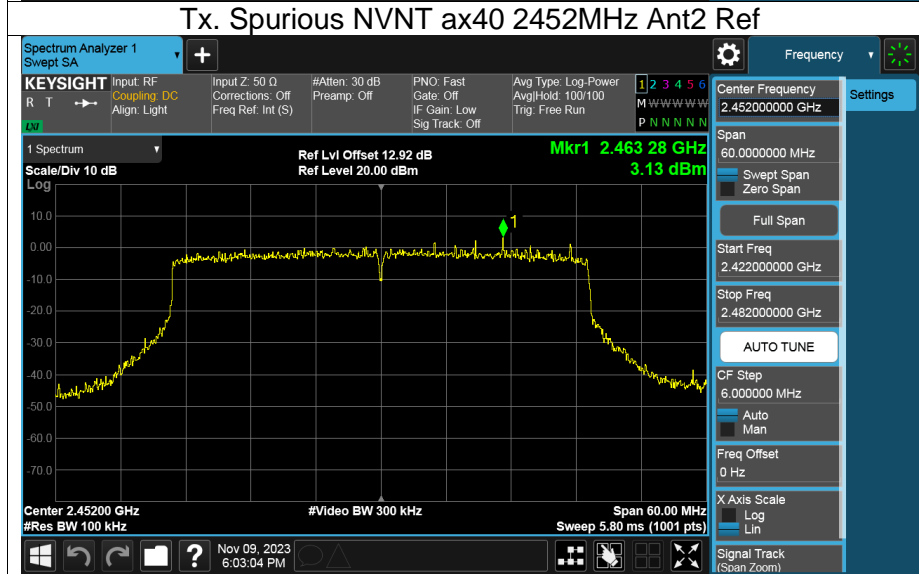 Tx. Spurious NVNT ax40 2452MHz Ant2 Ref
Spectrum Analyzer 1
Swept SA
Frequency
KEYSIGHT
R T
LXI
Input: RF
Coupling: DC
Align: Light
Input Z: 50 Ω
Corrections: Off
Freq Ref: Int (S)
#Atten: 30 dB
Preamp: Off
PNO: Fast
Gate: Off
IF Gain: Low
Sig Track: Off
Avg Type: Log-Power
Avg|Hold: 100/100
Trig: Free Run
1 2 3 4 5 6
M W W W W W
P N N N N N
1 Spectrum
Scale/Div 10 dB
Log
Ref Lvl Offset 12.92 dB
Ref Level 20.00 dBm
Mkr1 2.463 28 GHz
3.13 dBm
1
10.0
0.00
-10.0
-20.0
-30.0
-40.0
-50.0
-60.0
-70.0
Center 2.45200 GHz
#Res BW 100 kHz
#Video BW 300 kHz
Span 60.00 MHz
Sweep 5.80 ms (1001 pts)
?
Nov 09, 2023
6:03:04 PM
Center Frequency
2.452000000 GHz
Settings
Span
60.0000000 MHz
Swept Span
Zero Span
Full Span
Start Freq
2.422000000 GHz
Stop Freq
2.482000000 GHz
AUTO TUNE
CF Step
6.000000 MHz
Auto
Man
Freq Offset
0 Hz
X Axis Scale
Log
Lin
Signal Track
(Span Zoom)